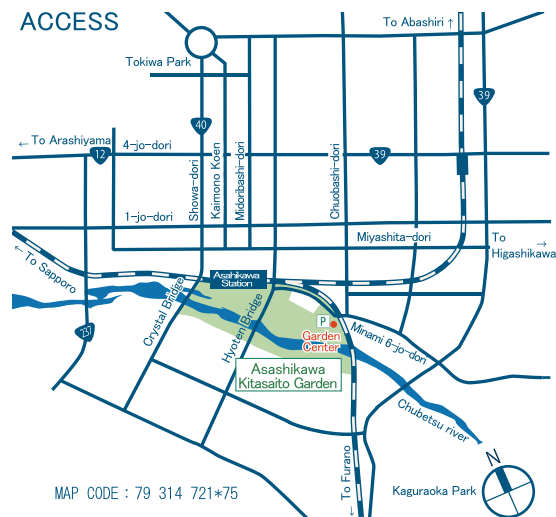 ACCESS
To Abashiri ↑
Tokiwa Park
39
40
← To Arashiyama
12
4-jo-dori
39
Showa-dori
Kaimono Koen
Midoribashi-dori
Chuobashi-dori
1-jo-dori
Miyashita-dori
To
Higashikawa →
← To Sapporo
Asahikawa
Station
Crystal Bridge
Hyoten Bridge
P
Garden
Center
Minami 6-jo-dori
237
Asashikawa
Kitasaito Garden
Chubetsu river
To Furano
↓
N
Kaguraoka Park
MAP CODE : 79 314 721*75